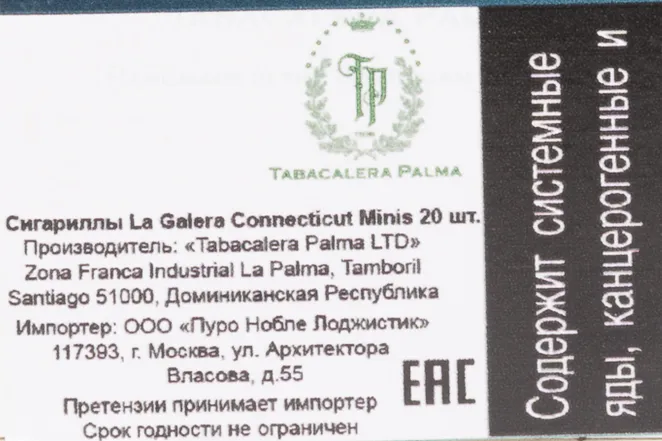 TP
TABACALERA PALMA
Сигариллы La Galera Connecticut Minis 20 шт.
Производитель: «Tabacalera Palma LTD»
Zona Franca Industrial La Palma, Tamboril
Santiago 51000, Доминиканская Республика
Импортер: ООО «Пуро Нобле Лоджистик»
117393, г. Москва, ул. Архитектора
Власова, д.55
Претензии принимает импортер
Срок годности не ограничен
EAC
Содержит системные
яды, канцерогенные и